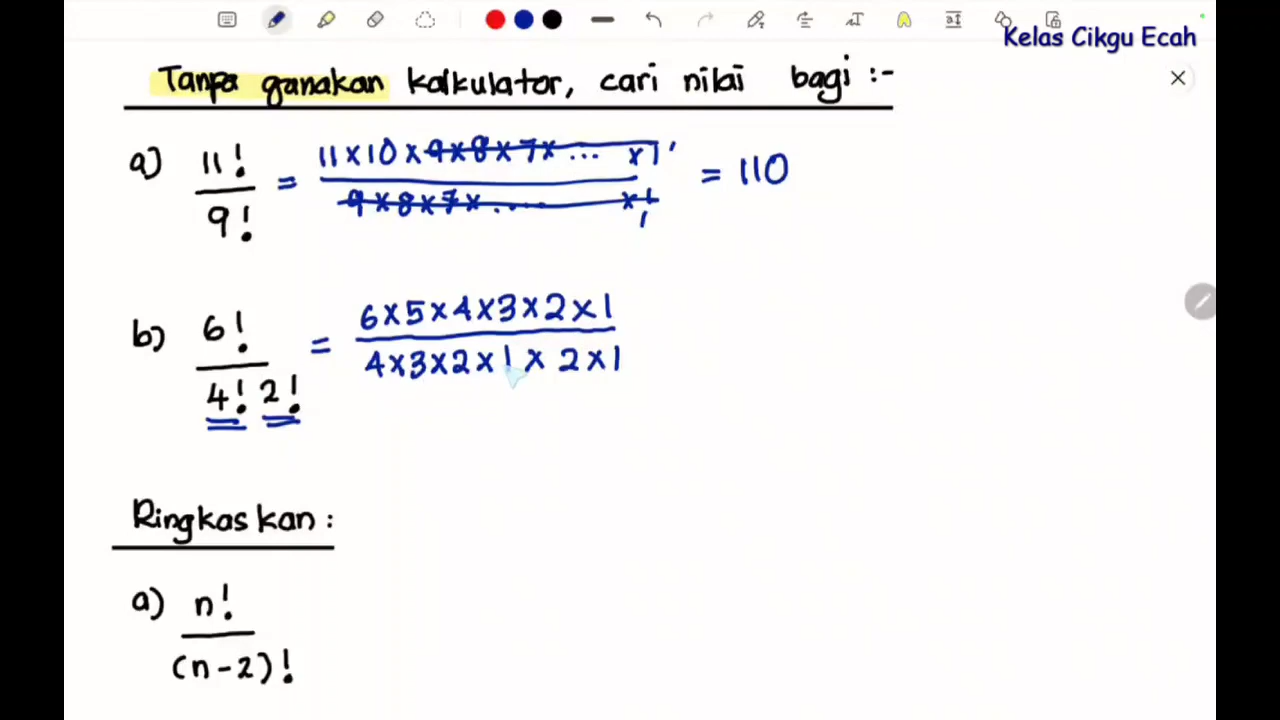 Kelas Cikgu Ecah
Tanpa gunakan kalkulator, cari nilai bagi :-
a) 11! / 9! = 11 x 10 x 9 x 8 x 7 x ... x 1 / 9 x 8 x 7 x .... x 1 = 110
1
1
b) 6! / 4! 2! = 6 x 5 x 4 x 3 x 2 x 1 / 4 x 3 x 2 x 1 x 2 x 1
Ringkaskan :
a) n! / (n - 2)!